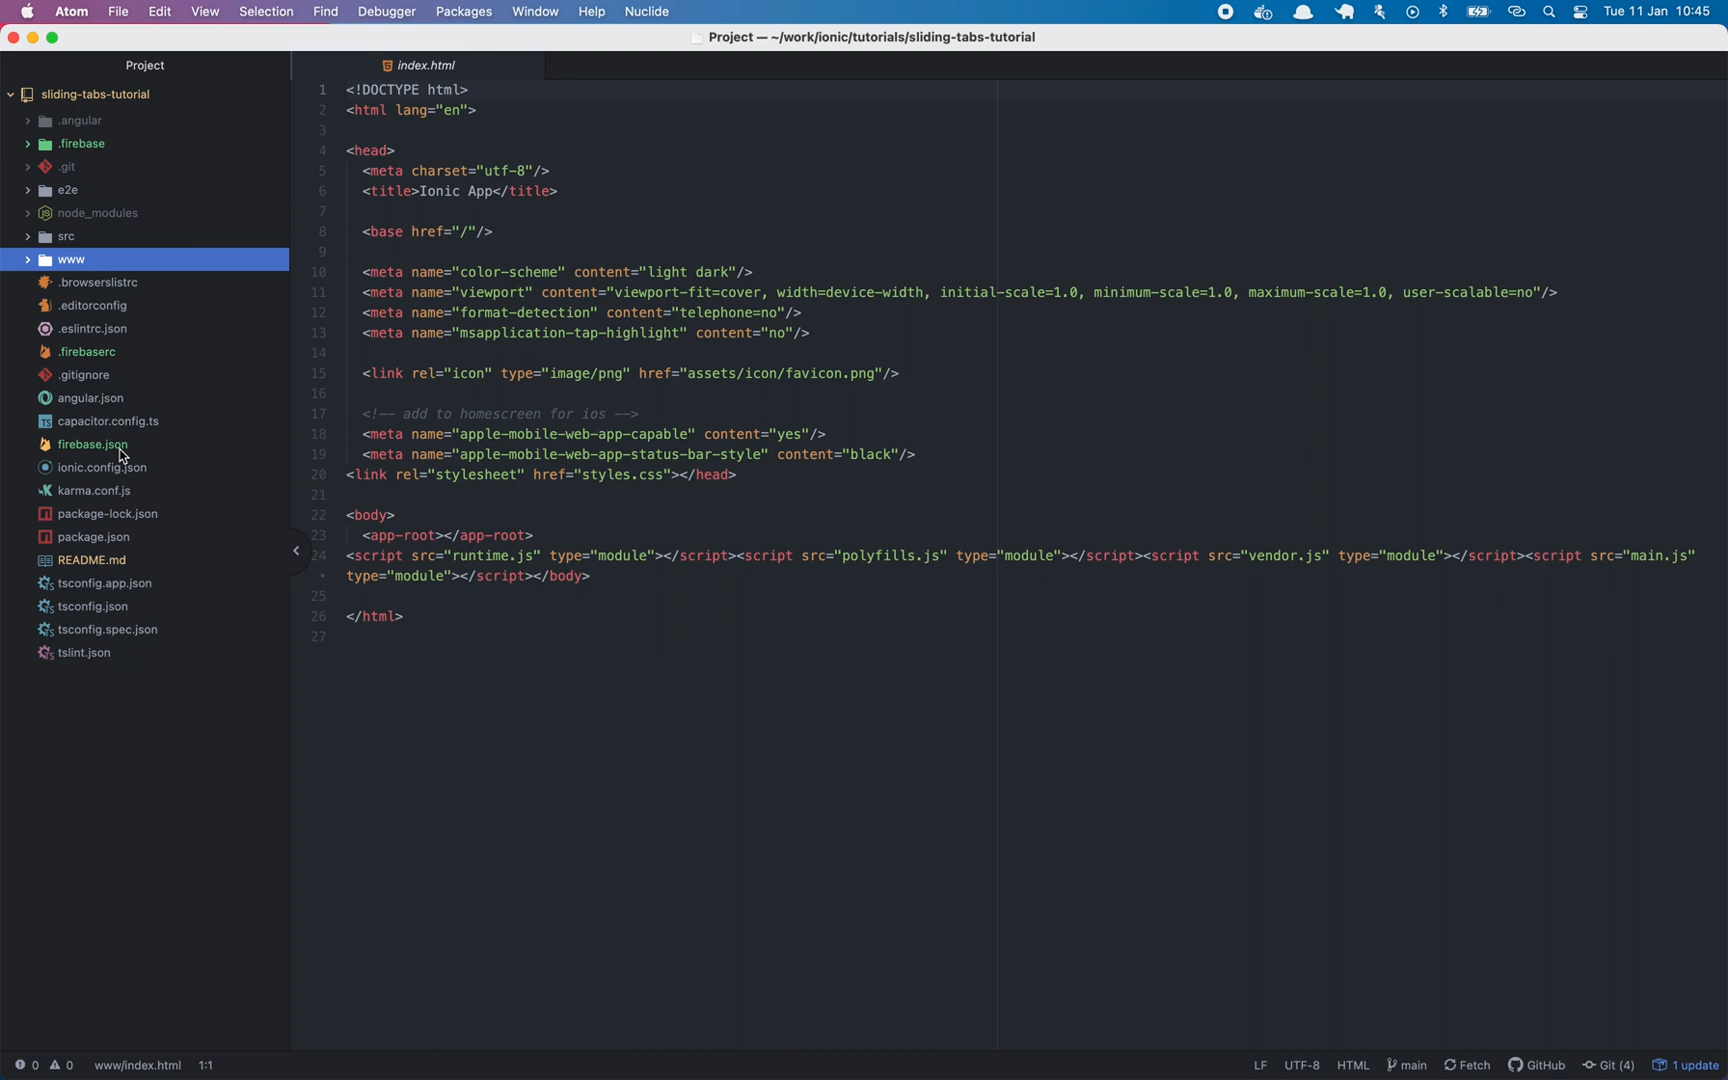 Atom File Edit View Selection Find Debugger Packages Window Help Nuclide Tue 11 Jan 10:45
Project — ~/work/ionic/tutorials/sliding-tabs-tutorial
Project
index.html
sliding-tabs-tutorial
.angular
.firebase
.git
e2e
node_modules
src
www
.browserslistrc
.editorconfig
.eslintrc.json
.firebaserc
.gitignore
angular.json
capacitor.config.ts
firebase.json
ionic.config.json
karma.conf.js
package-lock.json
package.json
README.md
tsconfig.app.json
tsconfig.json
tsconfig.spec.json
tslint.json
1 <!DOCTYPE html>
2 <html lang="en">
3
4 <head>
5 <meta charset="utf-8"/>
6 <title>Ionic App</title>
7
8 <base href="/"/>
9
10 <meta name="color-scheme" content="light dark"/>
11 <meta name="viewport" content="viewport-fit=cover, width=device-width, initial-scale=1.0, minimum-scale=1.0, maximum-scale=1.0, user-scalable=no"/>
12 <meta name="format-detection" content="telephone=no"/>
13 <meta name="msapplication-tap-highlight" content="no"/>
14
15 <link rel="icon" type="image/png" href="assets/icon/favicon.png"/>
16
17 <!-- add to homescreen for ios -->
18 <meta name="apple-mobile-web-app-capable" content="yes"/>
19 <meta name="apple-mobile-web-app-status-bar-style" content="black"/>
20 <link rel="stylesheet" href="styles.css"></head>
21
22 <body>
23 <app-root></app-root>
24 <script src="runtime.js" type="module"></script><script src="polyfills.js" type="module"></script><script src="vendor.js" type="module"></script><script src="main.js"
• type="module"></script></body>
25
26 </html>
27
0 0 www/index.html 1:1 LF UTF-8 HTML main Fetch GitHub Git (4) 1 update